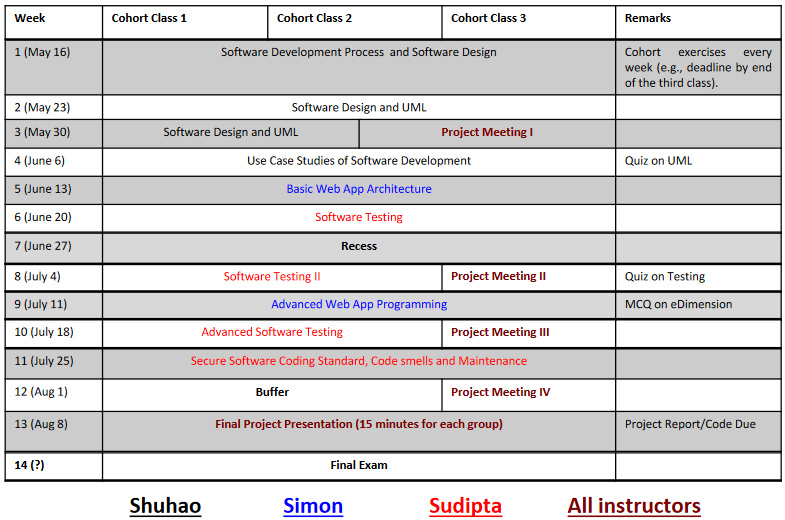 Week Cohort Class 1 Cohort Class 2 Cohort Class 3 Remarks
1 (May 16) Software Development Process and Software Design Cohort exercises every
week (e.g., deadline by end
of the third class).
2 (May 23) Software Design and UML
3 (May 30) Software Design and UML Project Meeting I
4 (June 6) Use Case Studies of Software Development Quiz on UML
5 (June 13) Basic Web App Architecture
6 (June 20) Software Testing
7 (June 27) Recess
8 (July 4) Software Testing II Project Meeting II Quiz on Testing
9 (July 11) Advanced Web App Programming MCQ on eDimension
10 (July 18) Advanced Software Testing Project Meeting III
11 (July 25) Secure Software Coding Standard, Code smells and Maintenance
12 (Aug 1) Buffer Project Meeting IV
13 (Aug 8) Final Project Presentation (15 minutes for each group) Project Report/Code Due
14 (?) Final Exam
Shuhao Simon Sudipta All instructors